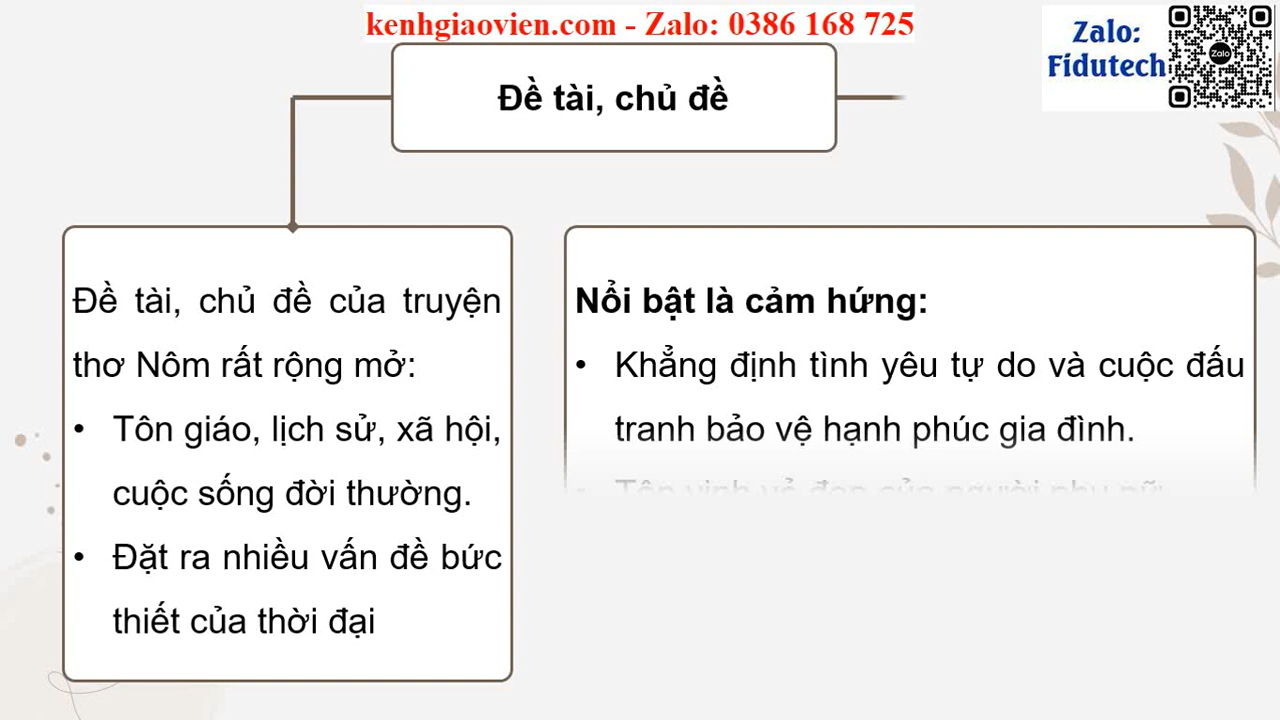 kenhgiaovien.com - Zalo: 0386 168 725
Zalo:
Fidutech
Zalo
Đề tài, chủ đề
Đề tài, chủ đề của truyện
thơ Nôm rất rộng mở:
• Tôn giáo, lịch sử, xã hội,
cuộc sống đời thường.
• Đặt ra nhiều vấn đề bức
thiết của thời đại
Nổi bật là cảm hứng:
• Khẳng định tình yêu tự do và cuộc đấu
tranh bảo vệ hạnh phúc gia đình.